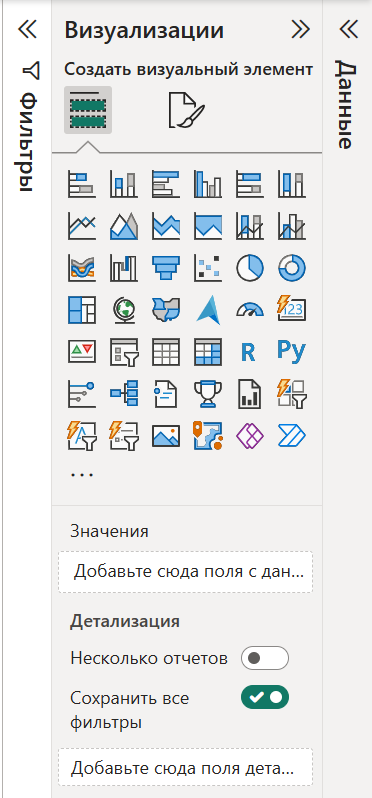 Визуализации
Фильтры
Данные
Создать визуальный элемент
123
R
Py
A
...
Значения
Добавьте сюда поля с дан...
Детализация
Несколько отчетов
Сохранить все
фильтры
Добавьте сюда поля дета...